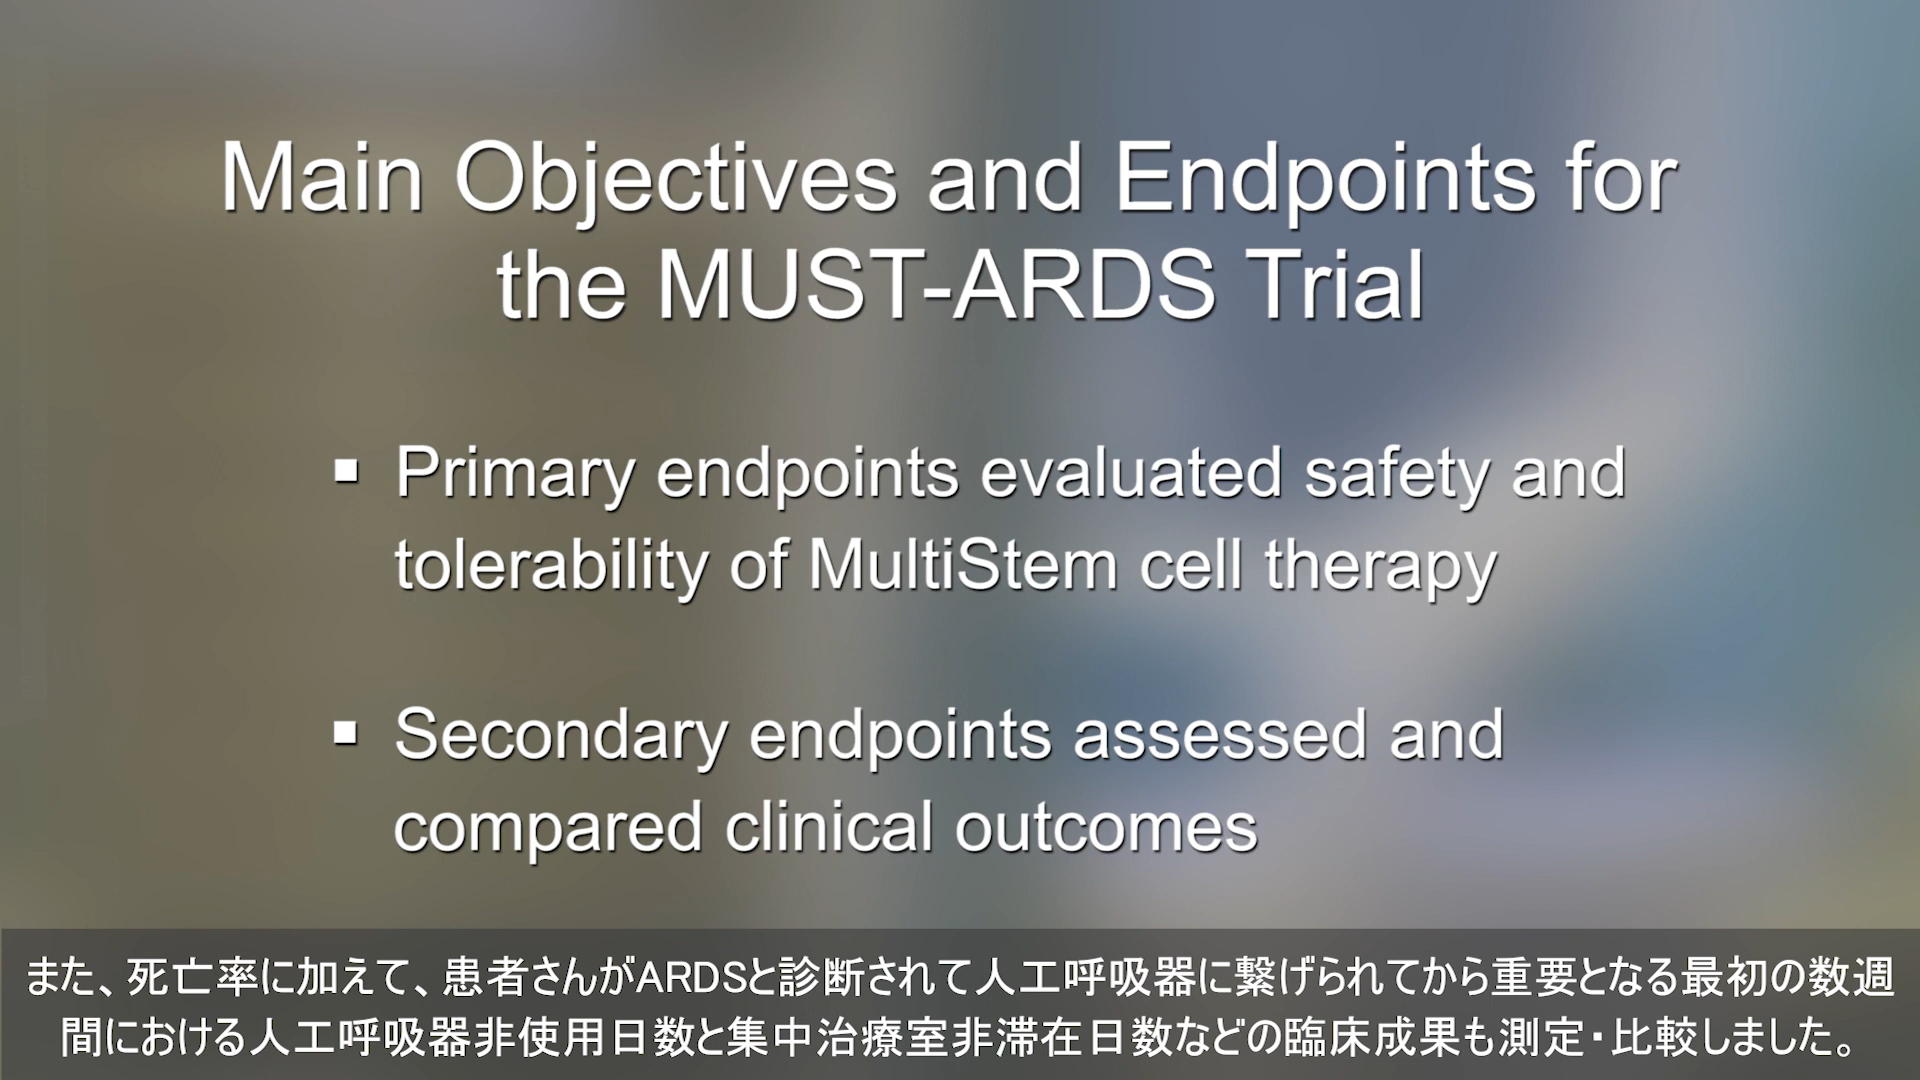 Main Objectives and Endpoints for
the MUST-ARDS Trial
▪ Primary endpoints evaluated safety and
tolerability of MultiStem cell therapy
▪ Secondary endpoints assessed and
compared clinical outcomes
また、死亡率に加えて、患者さんがARDSと診断されて人工呼吸器に繋げられてから重要となる最初の数週
間における人工呼吸器非使用日数と集中治療室非滞在日数などの臨床成果も測定・比較しました。